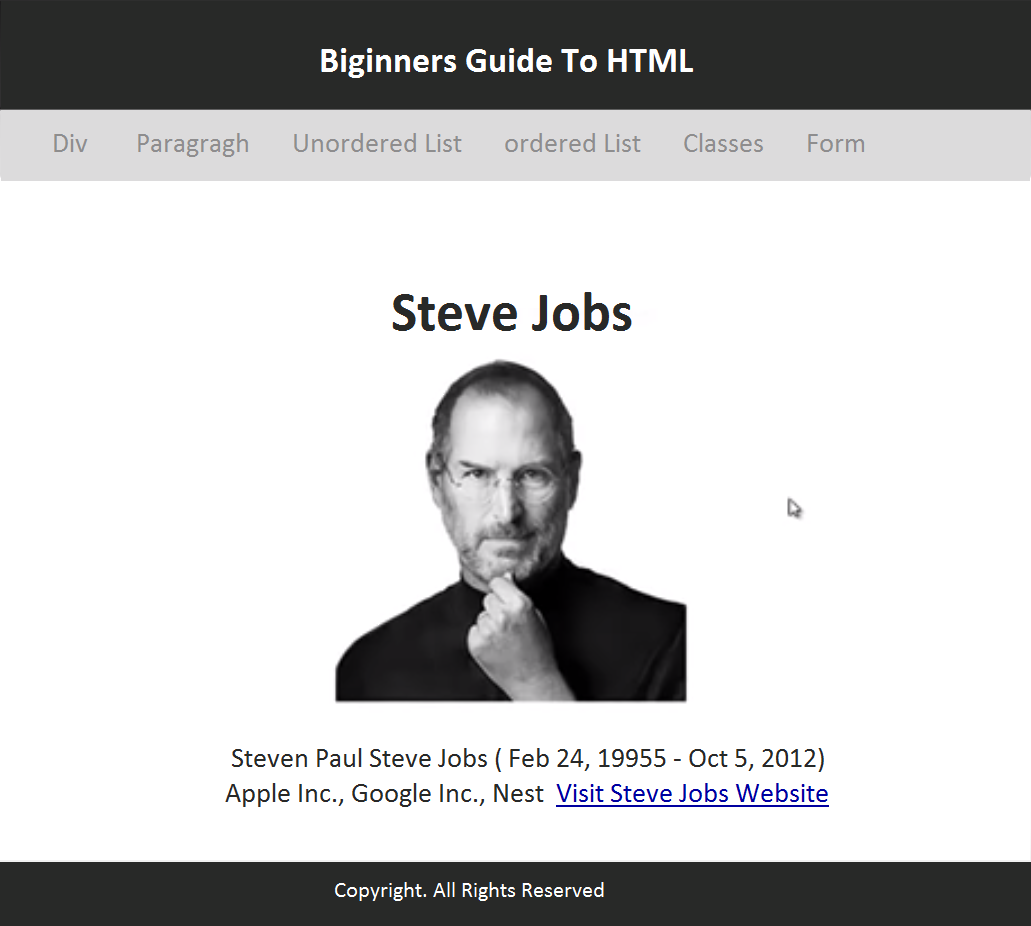 Biginners Guide To HTML
Div Paragragh Unordered List ordered List Classes Form
Steve Jobs
Steven Paul Steve Jobs ( Feb 24, 19955 - Oct 5, 2012)
Apple Inc., Google Inc., Nest Visit Steve Jobs Website
Copyright. All Rights Reserved